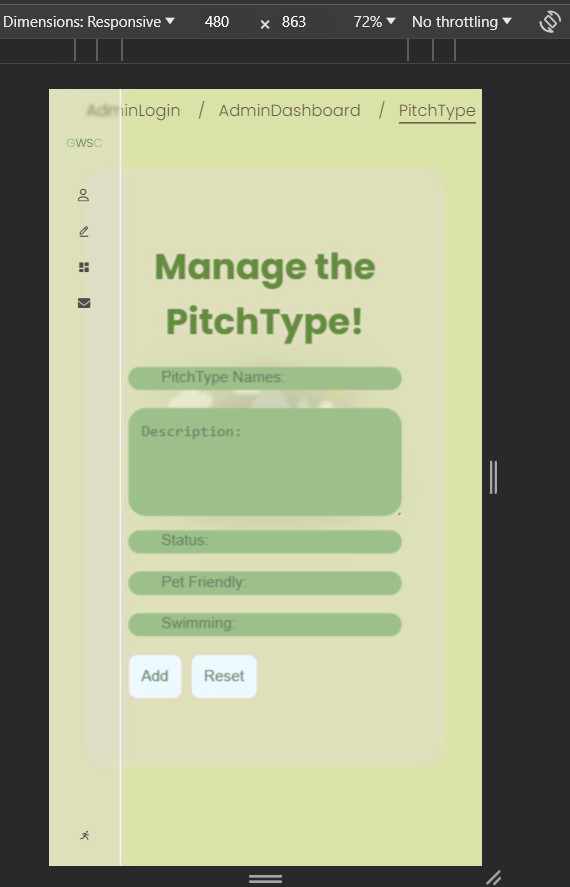 Dimensions: Responsive 480 × 863 72% No throttling
AdminLogin / AdminDashboard / PitchType
GWSC
Manage the
PitchType!
PitchType Names:
Description:
Status:
Pet Friendly:
Swimming:
Add Reset